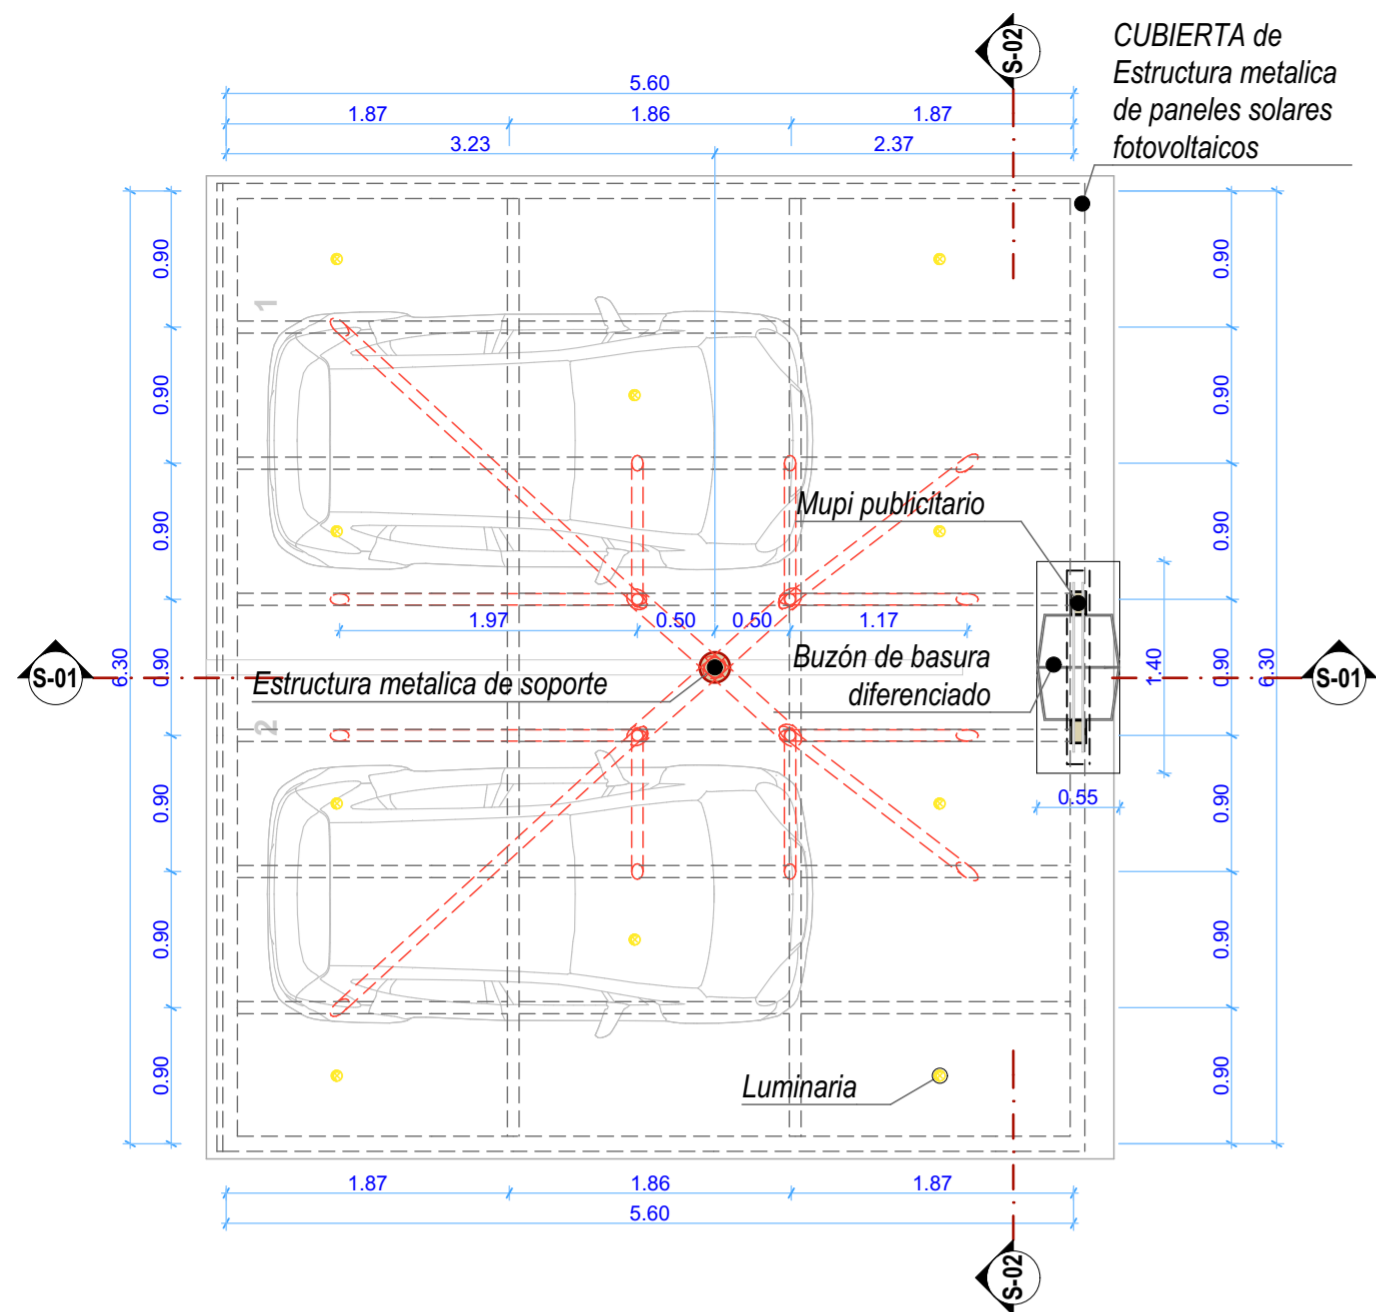 S-02
CUBIERTA de
Estructura metalica
de paneles solares
fotovoltaicos
5.60
1.87
1.86
1.87
3.23
2.37
0.90
0.90
0.90
0.90
0.90
0.90
0.90
6.30
1
Mupi publicitario
1.97
0.50
0.50
1.17
S-01
Estructura metalica de soporte
Buzón de basura
diferenciado
2
1.40
0.55
0.90
0.90
0.90
0.90
0.90
0.90
0.90
6.30
S-01
Luminaria
1.87
1.86
1.87
5.60
S-02